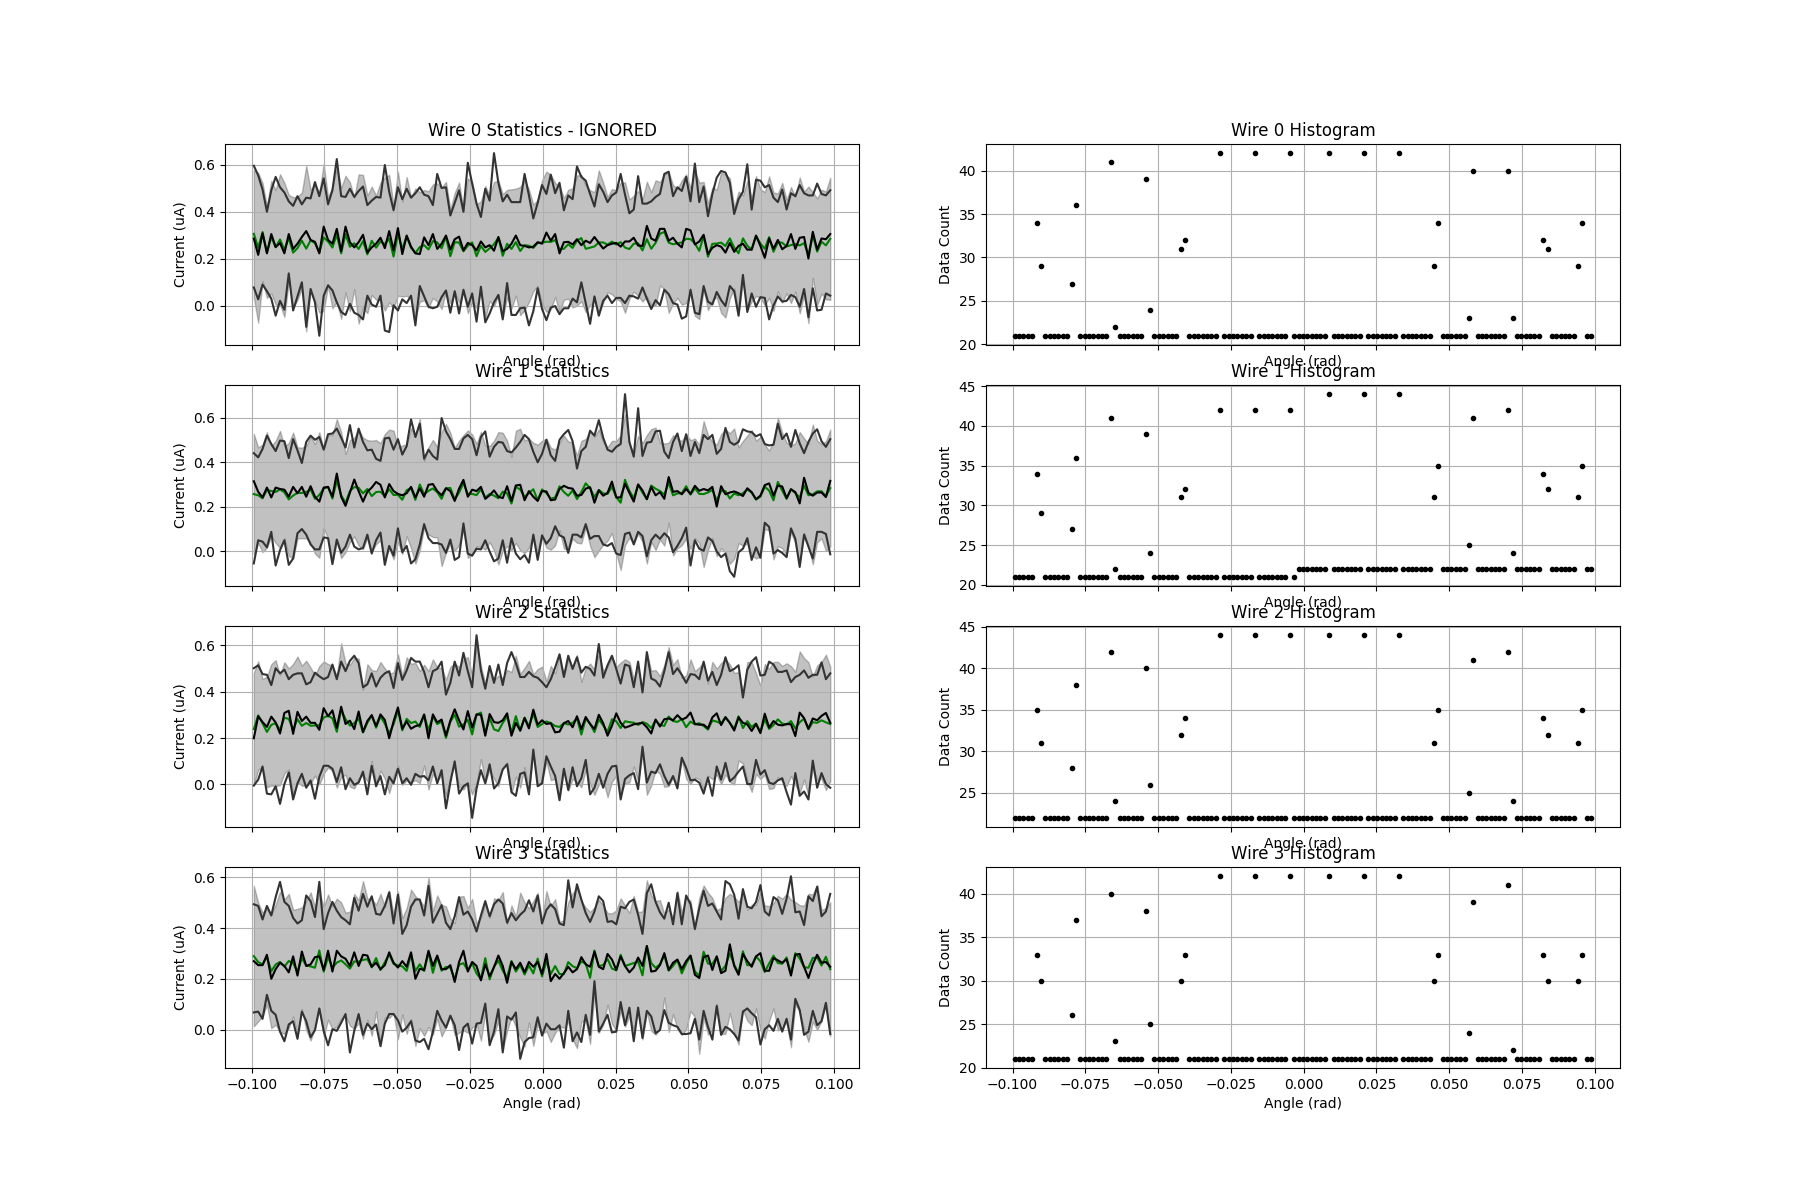 Wire 0 Statistics - IGNORED
Current (uA)
0.6
0.4
0.2
0.0
Angle (rad)
Wire 0 Histogram
Data Count
40
35
30
25
20
Angle (rad)
Wire 1 Statistics
Current (uA)
0.6
0.4
0.2
0.0
Angle (rad)
Wire 1 Histogram
Data Count
45
40
35
30
25
20
Angle (rad)
Wire 2 Statistics
Current (uA)
0.6
0.4
0.2
0.0
Angle (rad)
Wire 2 Histogram
Data Count
45
40
35
30
25
Angle (rad)
Wire 3 Statistics
Current (uA)
0.6
0.4
0.2
0.0
−0.100 −0.075 −0.050 −0.025 0.000 0.025 0.050 0.075 0.100
Angle (rad)
Wire 3 Histogram
Data Count
40
35
30
25
20
−0.100 −0.075 −0.050 −0.025 0.000 0.025 0.050 0.075 0.100
Angle (rad)